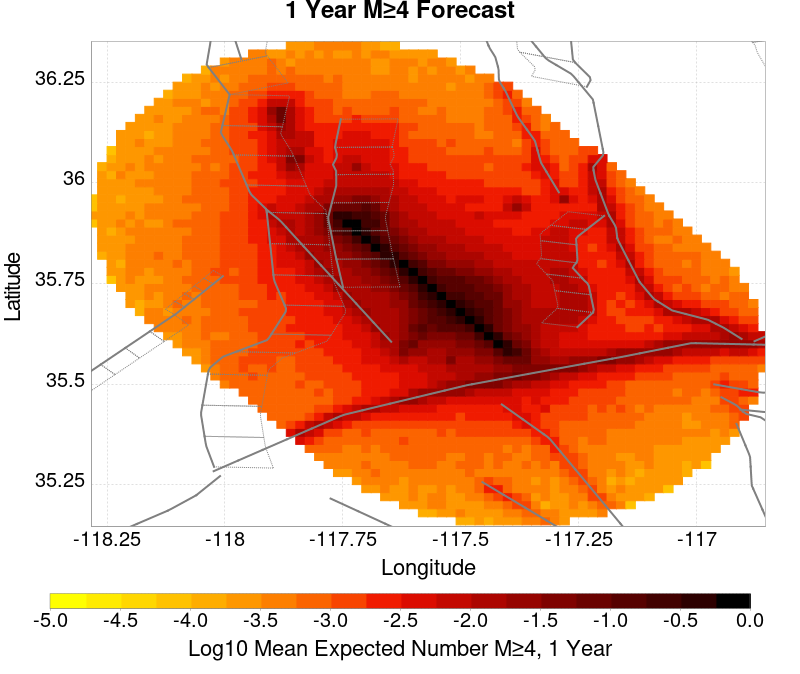 1 Year M≥4 Forecast
36.25
36
35.75
35.5
35.25
Latitude
-118.25 -118 -117.75 -117.5 -117.25 -117
Longitude
-5.0 -4.5 -4.0 -3.5 -3.0 -2.5 -2.0 -1.5 -1.0 -0.5 0.0
Log10 Mean Expected Number M≥4, 1 Year